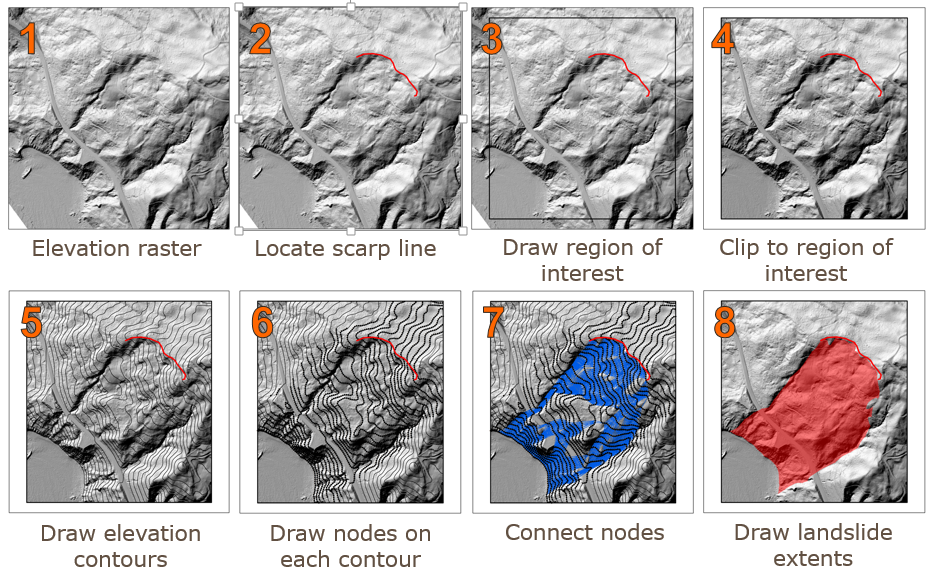 1
2
3
4
Elevation raster
Locate scarp line
Draw region of
interest
Clip to region of
interest
5
6
7
8
Draw elevation
contours
Draw nodes on
each contour
Connect nodes
Draw landslide
extents